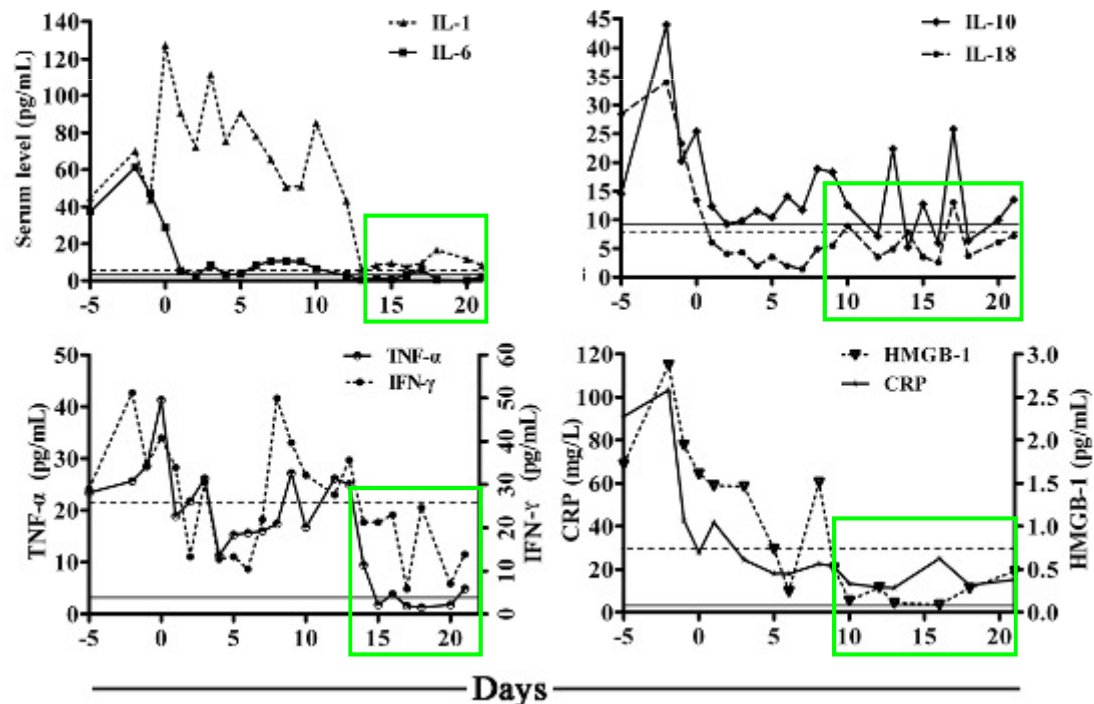 IL-1
IL-6
Serum level (pg/mL)
140
120
100
80
60
40
20
0
-5 0 5 10 15 20
IL-10
IL-18
45
35
40
35
30
25
20
15
10
5
0
-5 0 5 10 15 20
TNF-α
IFN-γ
TNF-α (pg/mL)
50
40
30
20
10
0
60
50
40
30
20
10
0
IFN-γ (pg/mL)
-5 0 5 10 15 20
HMGB-1
CRP
CRP (mg/L)
120
100
80
60
40
20
0
3.0
2.5
2.0
1.5
1.0
0.5
0.0
HMGB-1 (pg/mL)
-5 0 5 10 15 20
Days